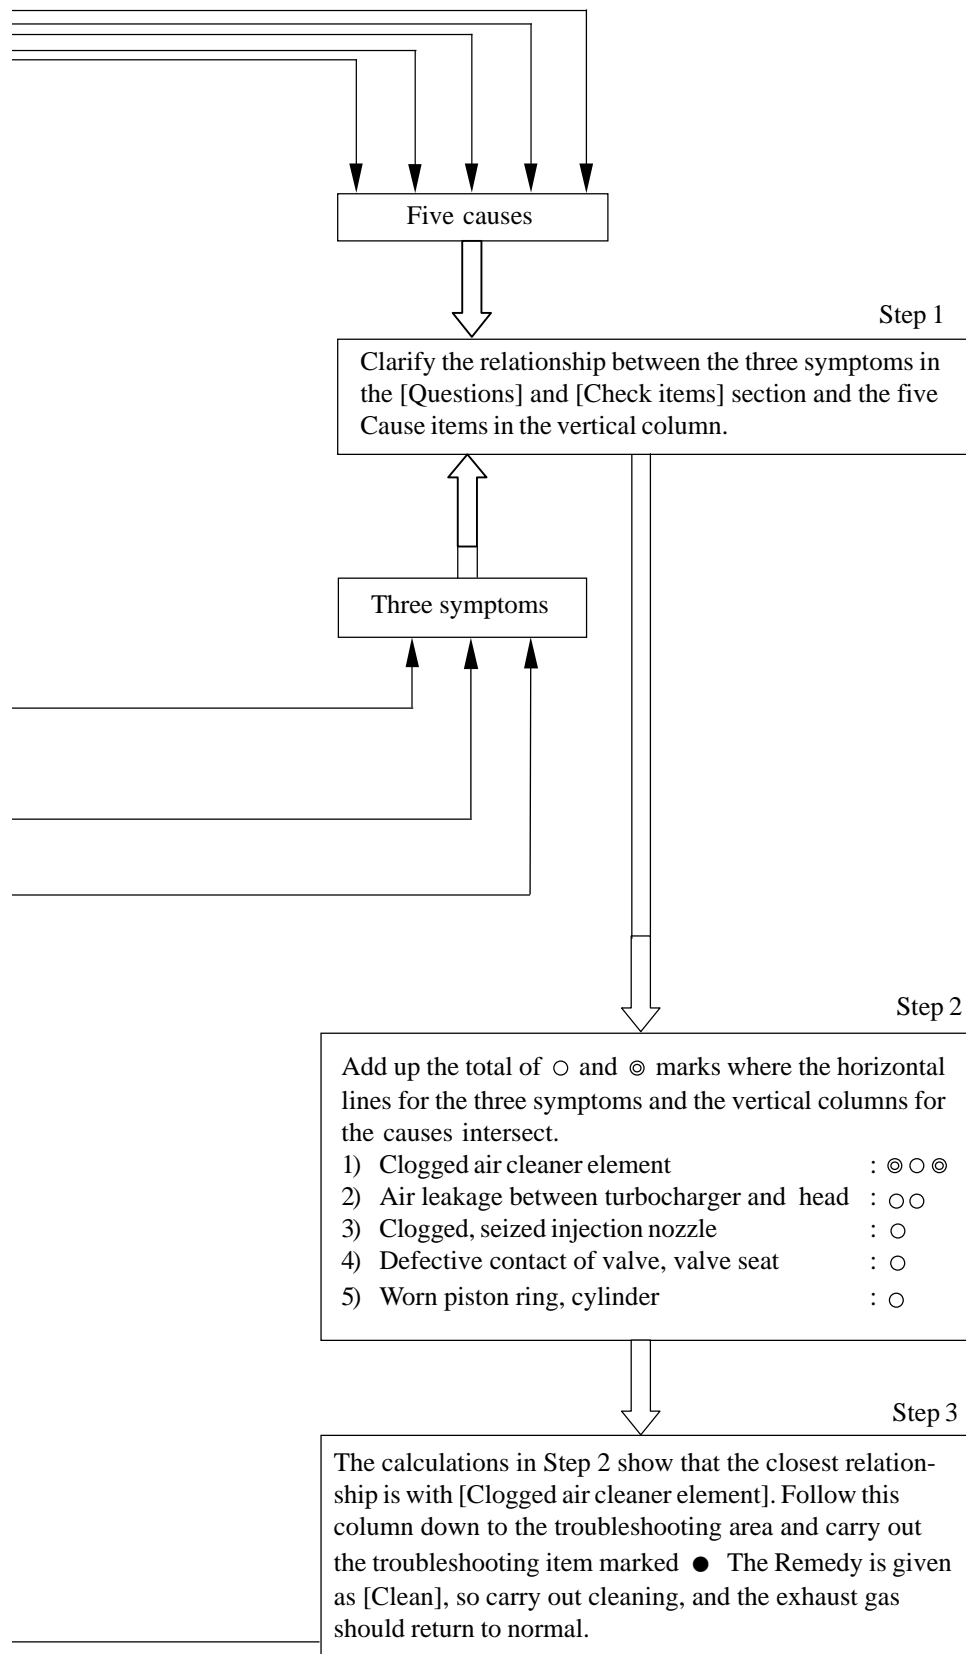 Five causes
Step 1
Clarify the relationship between the three symptoms in
the [Questions] and [Check items] section and the five
Cause items in the vertical column.
Three symptoms
Step 2
Add up the total of ○ and ◎ marks where the horizontal
lines for the three symptoms and the vertical columns for
the causes intersect.
1) Clogged air cleaner element : ◎ ○ ◎
2) Air leakage between turbocharger and head : ○ ○
3) Clogged, seized injection nozzle : ○
4) Defective contact of valve, valve seat : ○
5) Worn piston ring, cylinder : ○
Step 3
The calculations in Step 2 show that the closest relation-
ship is with [Clogged air cleaner element]. Follow this
column down to the troubleshooting area and carry out
the troubleshooting item marked ● The Remedy is given
as [Clean], so carry out cleaning, and the exhaust gas
should return to normal.